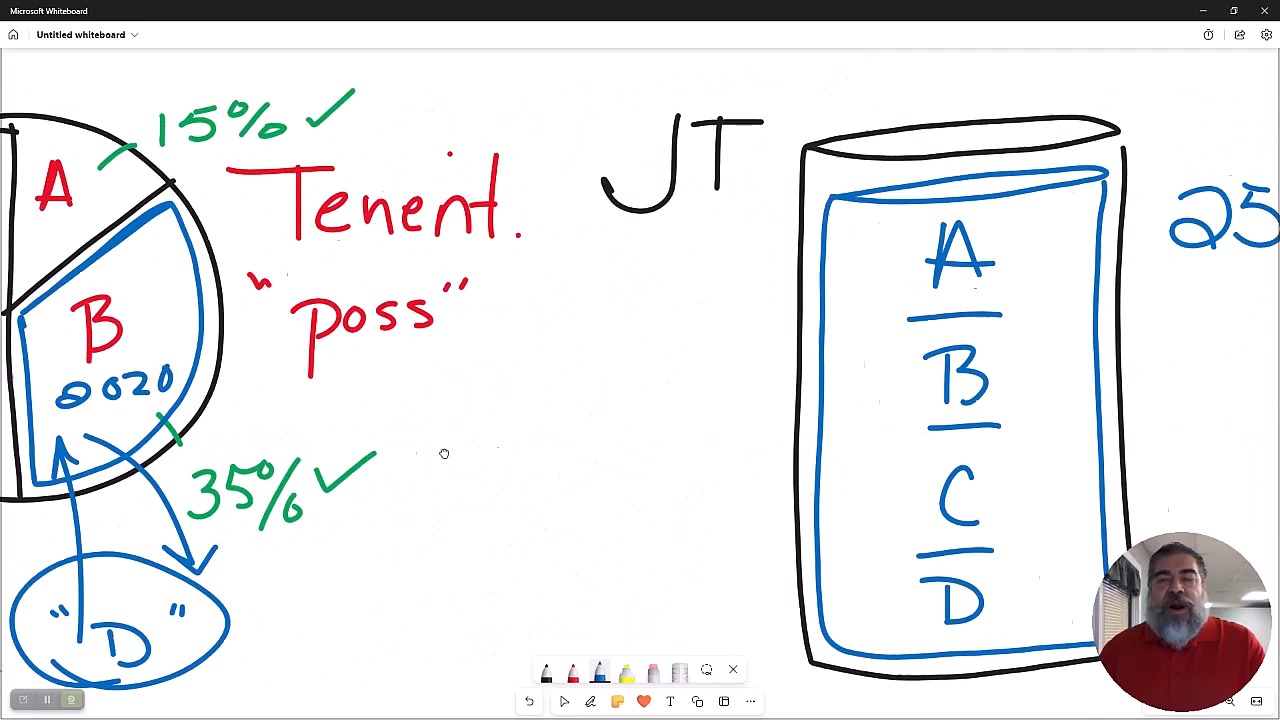 Microsoft Whiteboard
Untitled whiteboard
15% ✓
A
Tenent.
"poss"
B
2020
35% ✓
"D"
JT
A
B
C
D
25
T